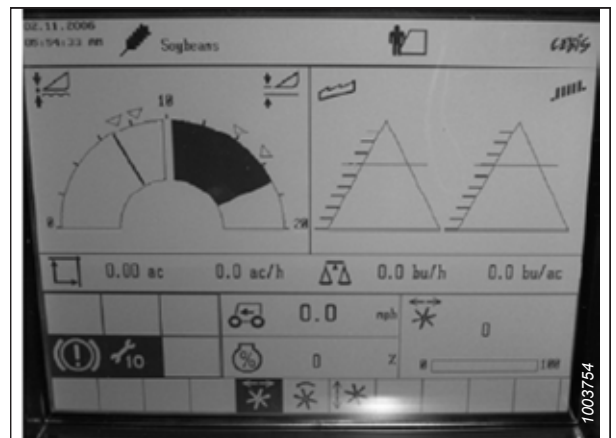 02.11.2006
05:54:33 AM
Soybeans
CEBIS
10
0
20
0.00 ac
0.0 ac/h
0.0 bu/h
0.0 bu/ac
0.0 mph
0
10
% 0 %
0 100
1003754